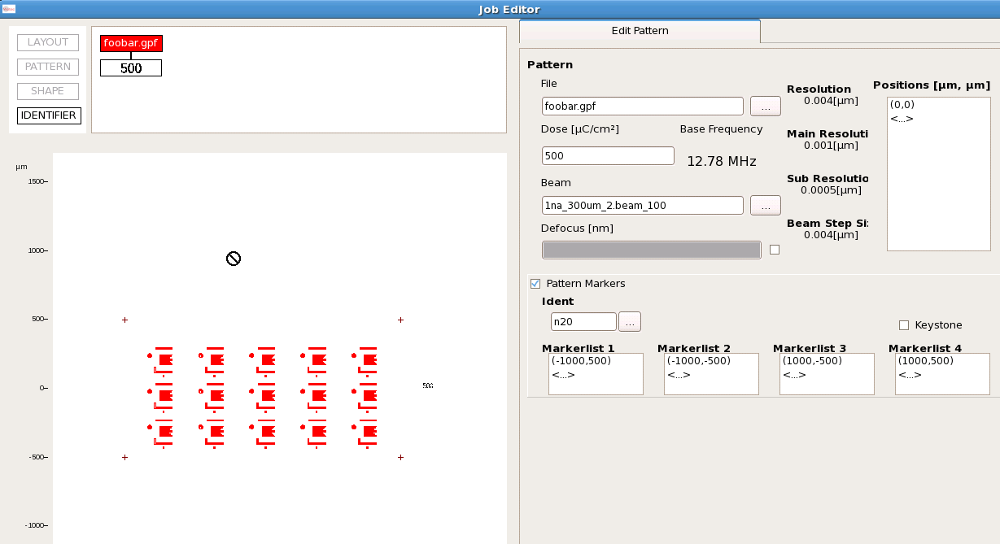 Job Editor
LAYOUT
PATTERN
SHAPE
IDENTIFIER
foobar.gpf
500
µm
1500
1000
500
0
-500
-1000
Edit Pattern
Pattern
File
foobar.gpf
...
Dose [µC/cm²]
Base Frequency
500
12.78 MHz
Beam
1na_300um_2.beam_100
...
Defocus [nm]
Resolution
0.004[µm]
Main Resoluti
0.001[µm]
Sub Resolutio
0.0005[µm]
Beam Step Si
0.004[µm]
Positions [µm, µm]
(0,0)
<...>
Pattern Markers
Ident
n20
...
Keystone
Markerlist 1
(-1000,500)
<...>
Markerlist 2
(-1000,-500)
<...>
Markerlist 3
(1000,-500)
<...>
Markerlist 4
(1000,500)
<...>